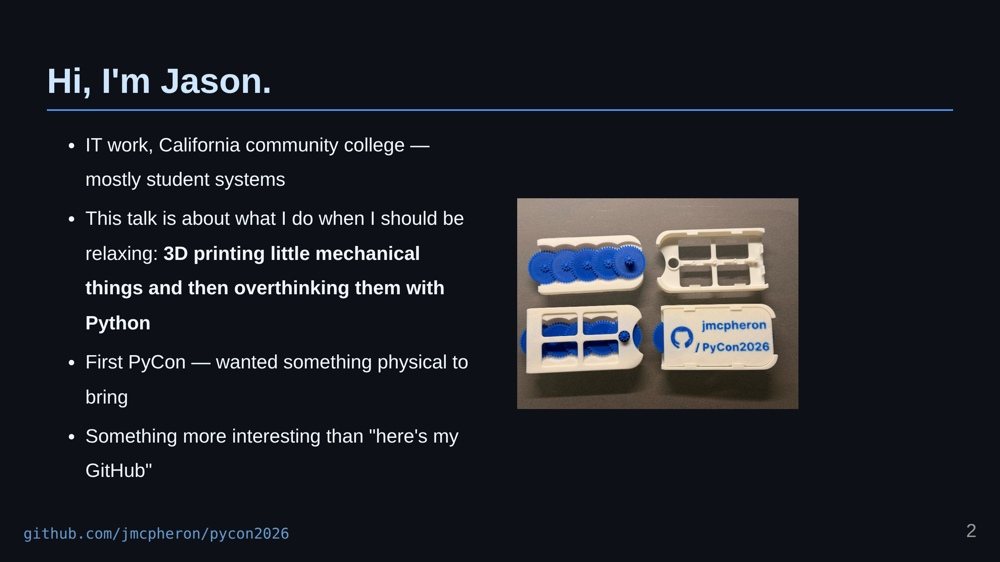 Hi, I'm Jason.
• IT work, California community college —
mostly student systems
• This talk is about what I do when I should be
relaxing: 3D printing little mechanical
things and then overthinking them with
Python
• First PyCon — wanted something physical to
bring
• Something more interesting than "here's my
GitHub"
jmcpheron
/ PyCon2026
github.com/jmcpheron/pycon2026
2